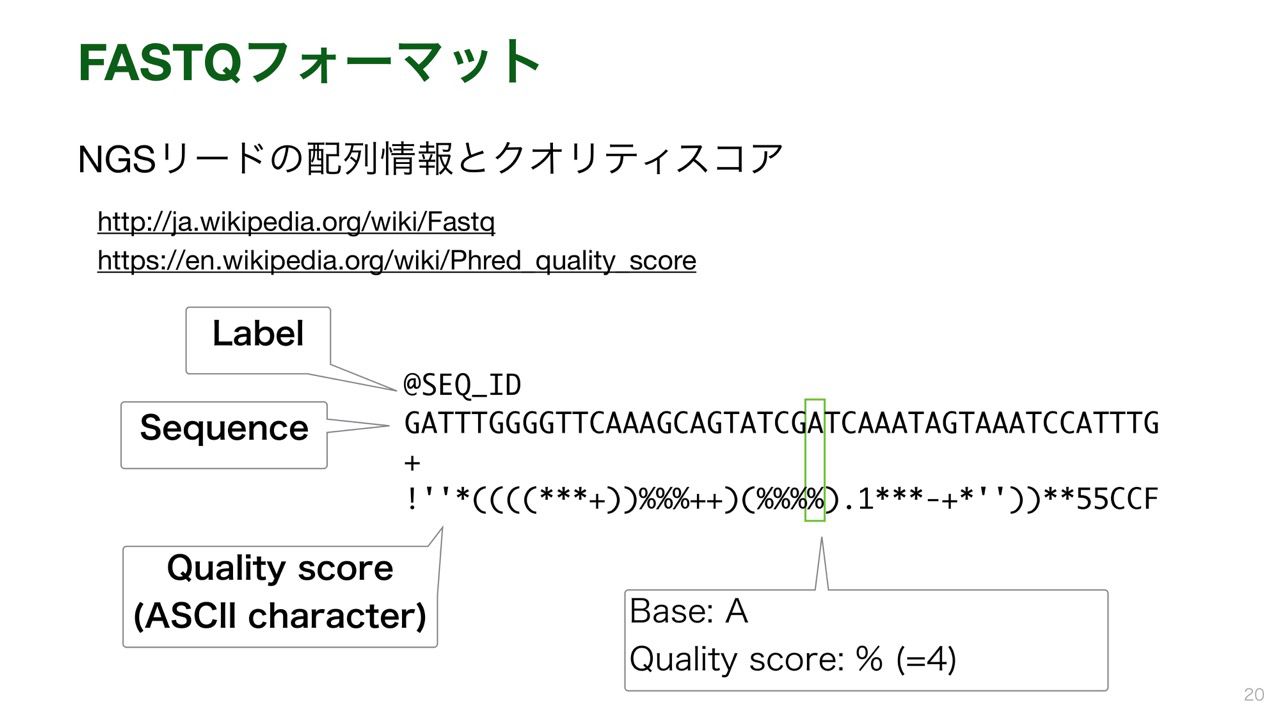 FASTQフォーマット
NGSリードの配列情報とクオリティスコア
http://ja.wikipedia.org/wiki/Fastq
https://en.wikipedia.org/wiki/Phred_quality_score
Label
@SEQ_ID
Sequence
GATTTGGGGTTCAAAGCAGTATCGATCAAATAGTAAATCCATTTG
+
!''*((((***+))%%%++)(%%%%).1***-+*''))**55CCF
Quality score
(ASCII character)
Base: A
Quality score: % (=4)
20